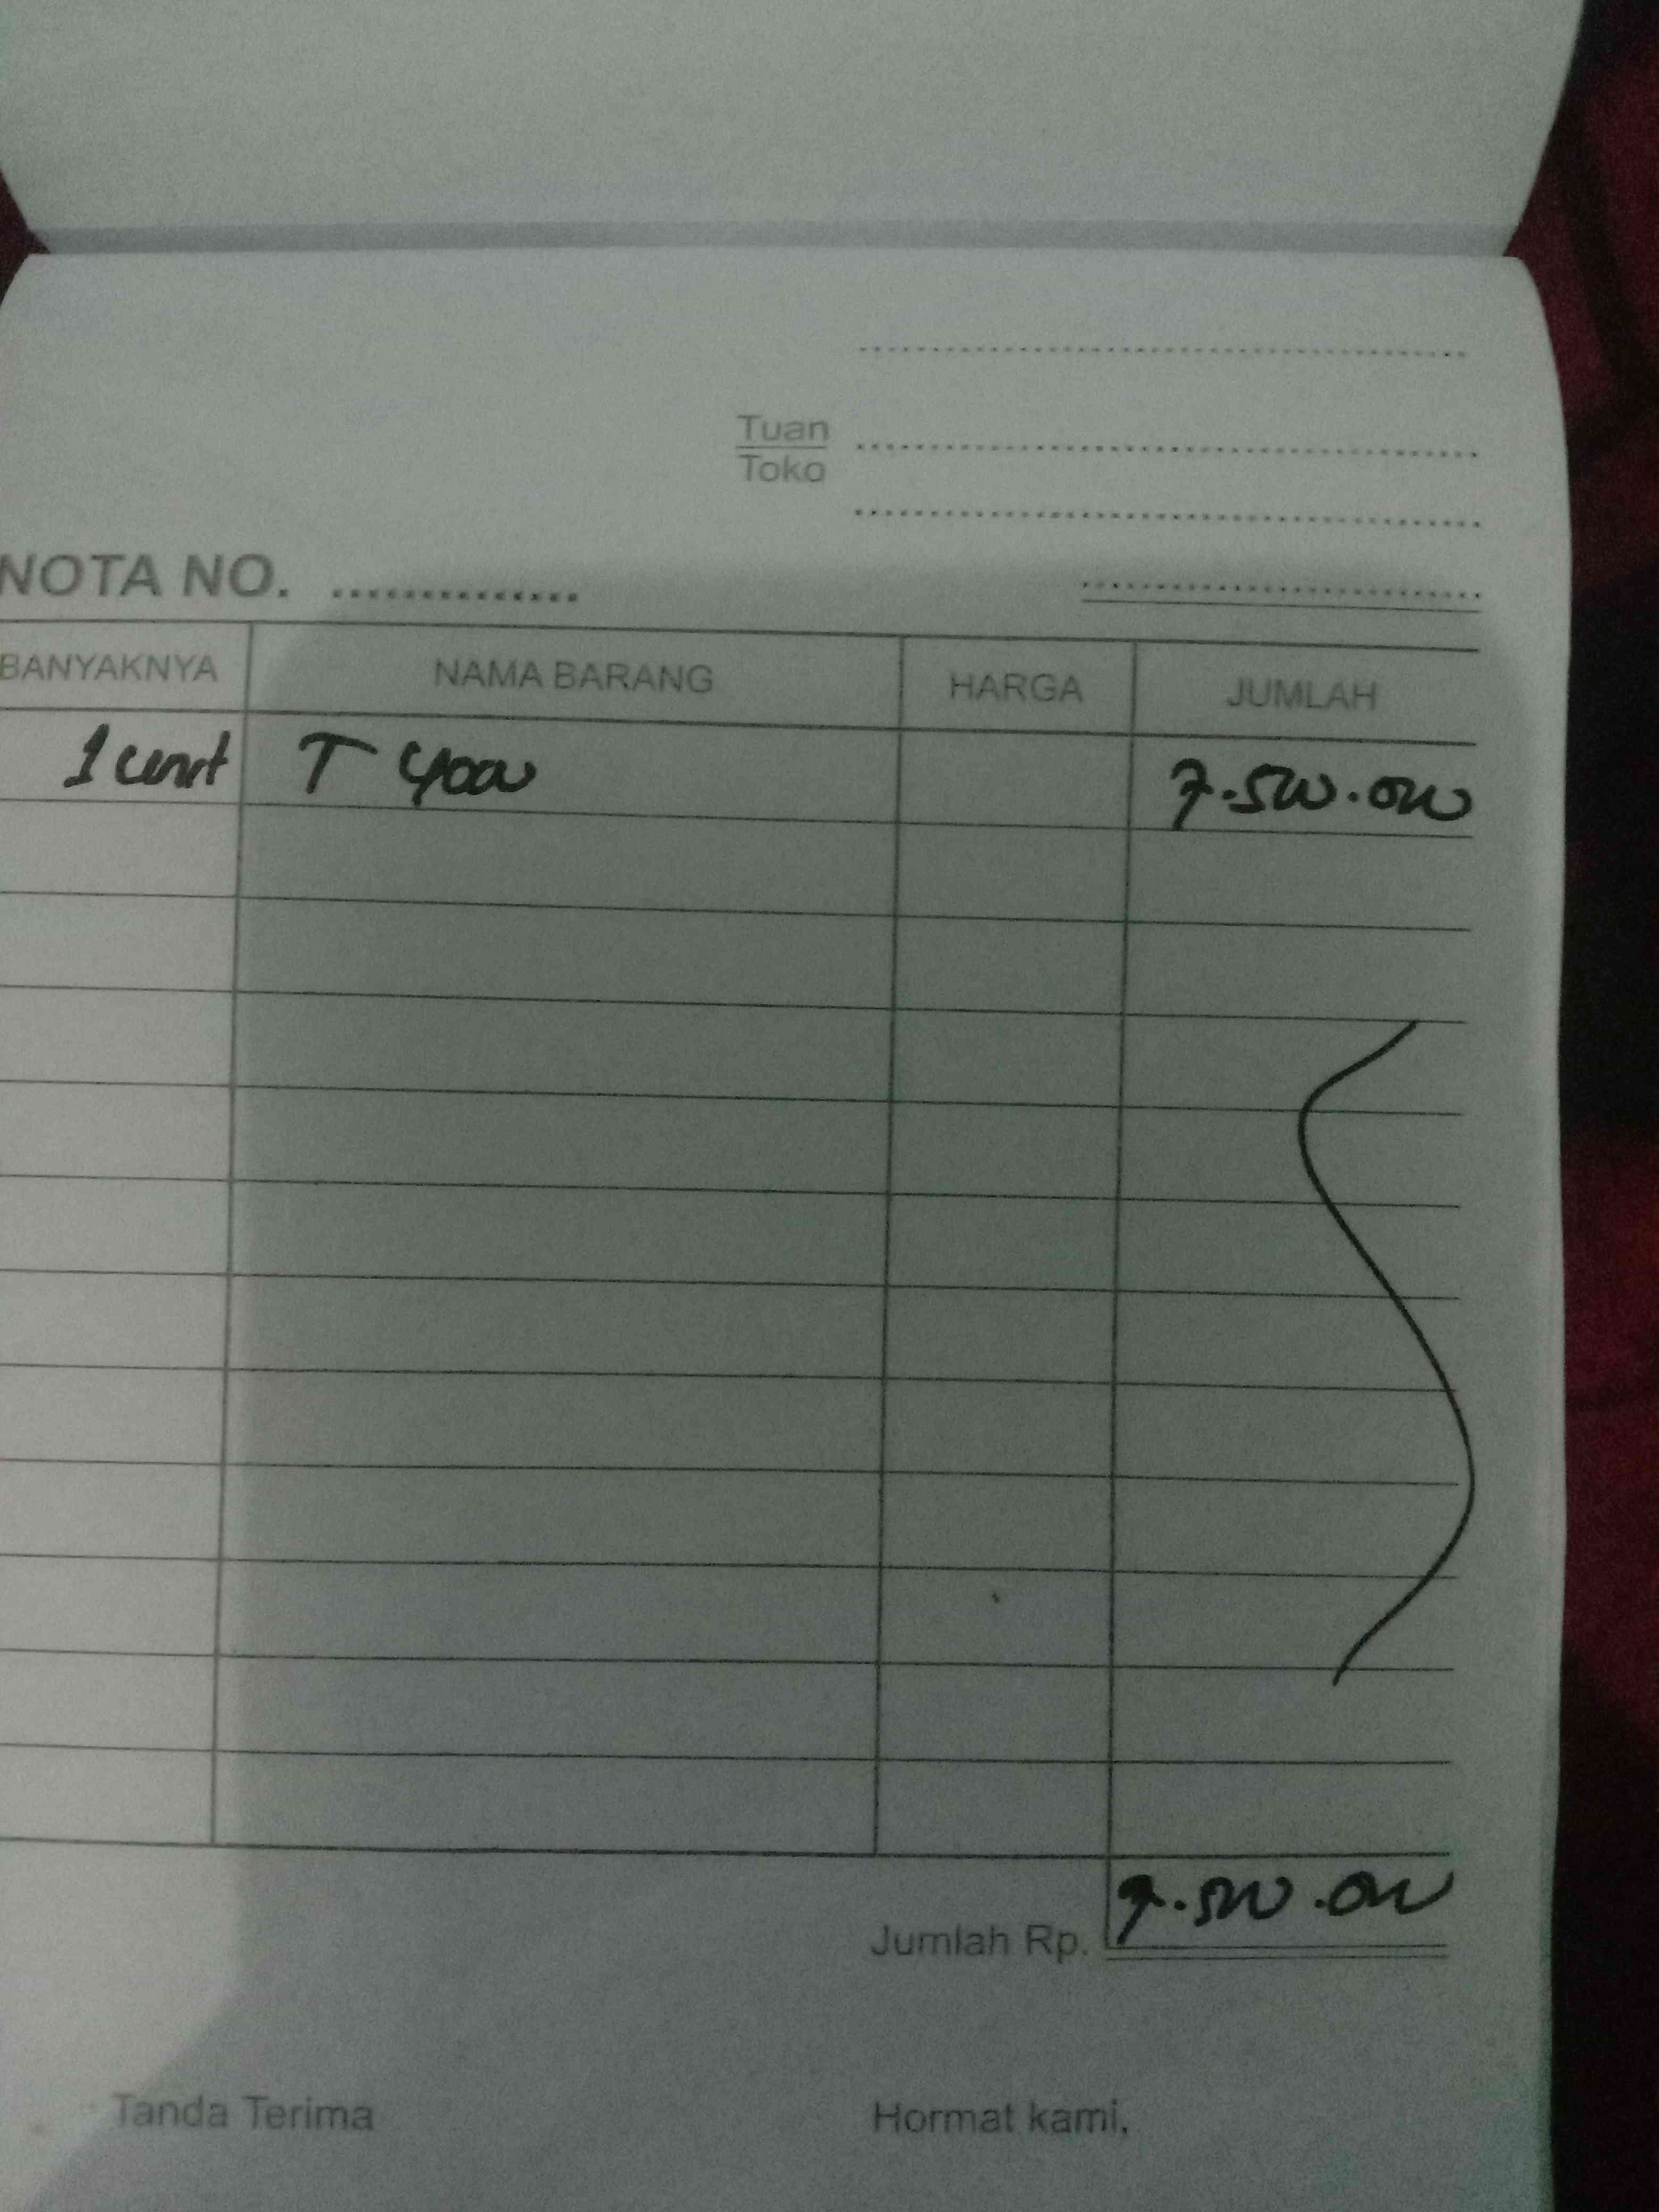 Tuan
Toko
NOTA NO. ..............
BANYAKNYA NAMA BARANG HARGA JUMLAH
1 unit T 4000 7.500.000
Jumlah Rp. 7.500.000
Tanda Terima Hormat kami,